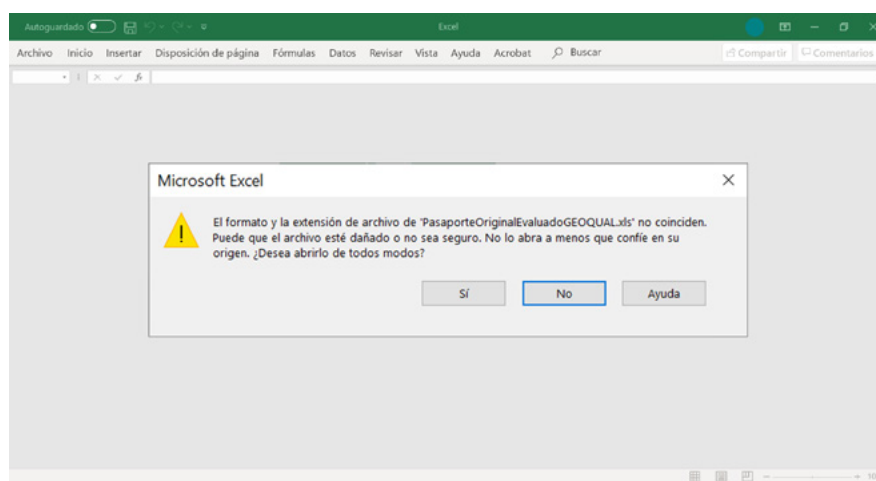 Autoguardado Excel
Archivo Inicio Insertar Disposición de página Fórmulas Datos Revisar Vista Ayuda Acrobat Buscar Compartir Comentarios
fx
Microsoft Excel
El formato y la extensión de archivo de 'PasaporteOriginalEvaluadoGEOQUAL.xls' no coinciden.
Puede que el archivo esté dañado o no sea seguro. No lo abra a menos que confíe en su
origen. ¿Desea abrirlo de todos modos?
Sí No Ayuda
10